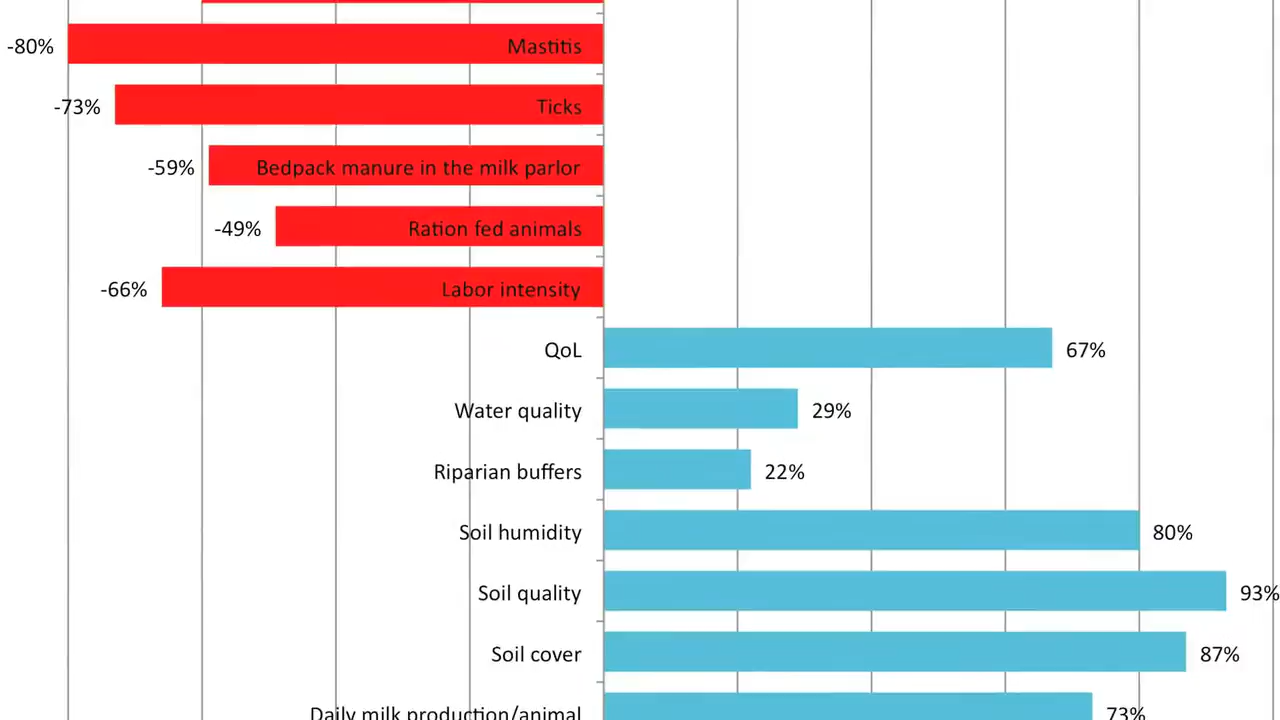 -80% Mastitis
-73% Ticks
-59% Bedpack manure in the milk parlor
-49% Ration fed animals
-66% Labor intensity
QoL 67%
Water quality 29%
Riparian buffers 22%
Soil humidity 80%
Soil quality 93%
Soil cover 87%
Daily milk production/animal 73%